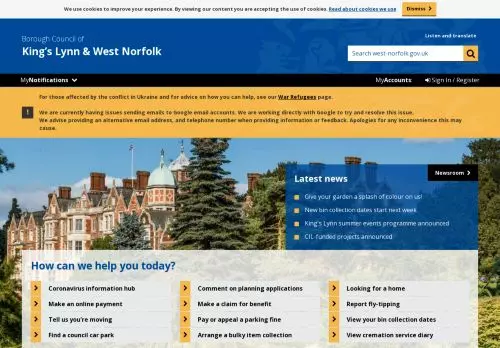 We use cookies to improve your experience. By viewing our content you are accepting the use of cookies. Read about cookies we use
Dismiss
Borough Council of
King's Lynn & West Norfolk
Listen and translate
Search west-norfolk.gov.uk
MyNotifications
MyAccount:
Sign In / Register
For those affected by the conflict in Ukraine and for advice on how you can help, see our War Refugees page.
We are currently having issues sending emails to Google email accounts. We are working directly with Google to try and resolve this issue.
We advice providing an alternative email address, and telephone number when providing information or feedback. Apologies for any inconvenience this may
cause.
Latest news
Newsroom
Give your garden a splash of colour on us!
New bin collection dates start next week
King's Lynn summer events programme announced
CIL-funded projects announced
How can we help you today?
Coronavirus information hub
Comment on planning applications
Looking for a home
Make an online payment
Make a claim for benefit
Report fly-tipping
Tell us you're moving
Pay or appeal a parking fine
View your bin collection dates
Find a council car park
Arrange a bulky item collection
View cremation service diary